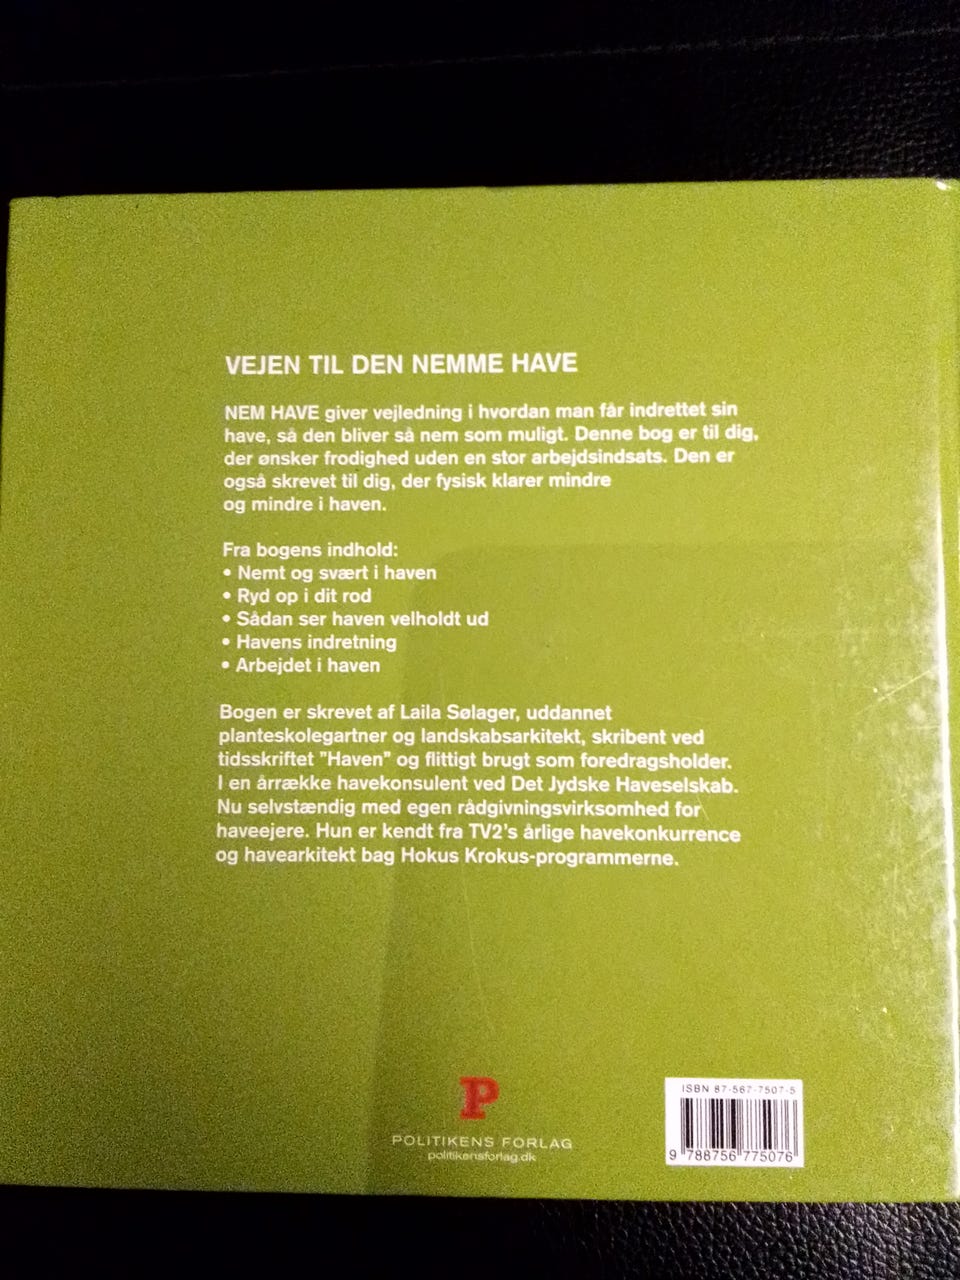 VEJEN TIL DEN NEMME HAVE
NEM HAVE giver vejledning i hvordan man får indrettet sin
have, så den bliver så nem som muligt. Denne bog er til dig,
der ønsker frodighed uden en stor arbejdsindsats. Den er
også skrevet til dig, der fysisk klarer mindre
og mindre i haven.
Fra bogens indhold:
• Nemt og svært i haven
• Ryd op i dit rod
• Sådan ser haven velholdt ud
• Havens indretning
• Arbejdet i haven
Bogen er skrevet af Laila Sølager, uddannet
planteskolegartner og landskabsarkitekt, skribent ved
tidsskriftet "Haven" og flittigt brugt som foredragsholder.
I en årrække havekonsulent ved Det Jydske Haveselskab.
Nu selvstændig med egen rådgivningsvirksomhed for
haveejere. Hun er kendt fra TV2's årlige havekonkurrence
og havearkitekt bag Hokus Krokus-programmerne.
P
POLITIKENS FORLAG
politikensforlag.dk
ISBN 87-567-7507-5
9 788756 775076